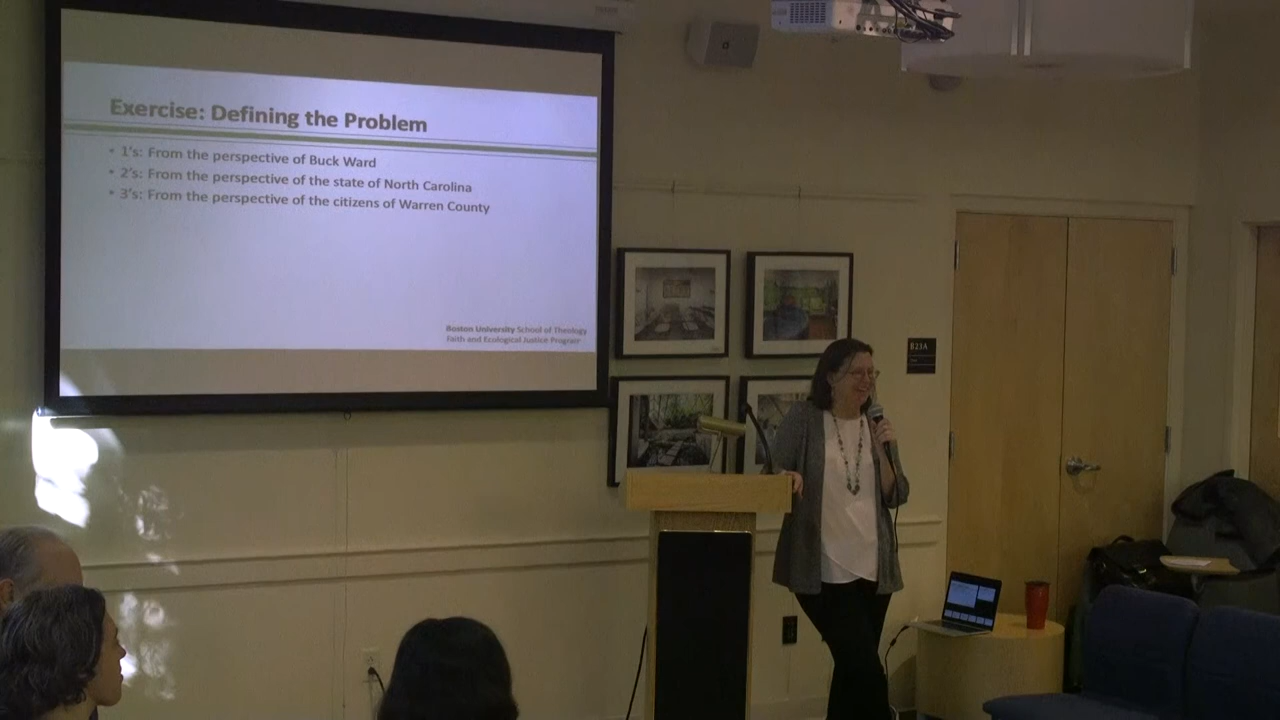 Exercise: Defining the Problem
• 1's: From the perspective of Buck Ward
• 2's: From the perspective of the state of North Carolina
• 3's: From the perspective of the citizens of Warren County
Boston University School of Theology
Faith and Ecological Justice Program
B23A